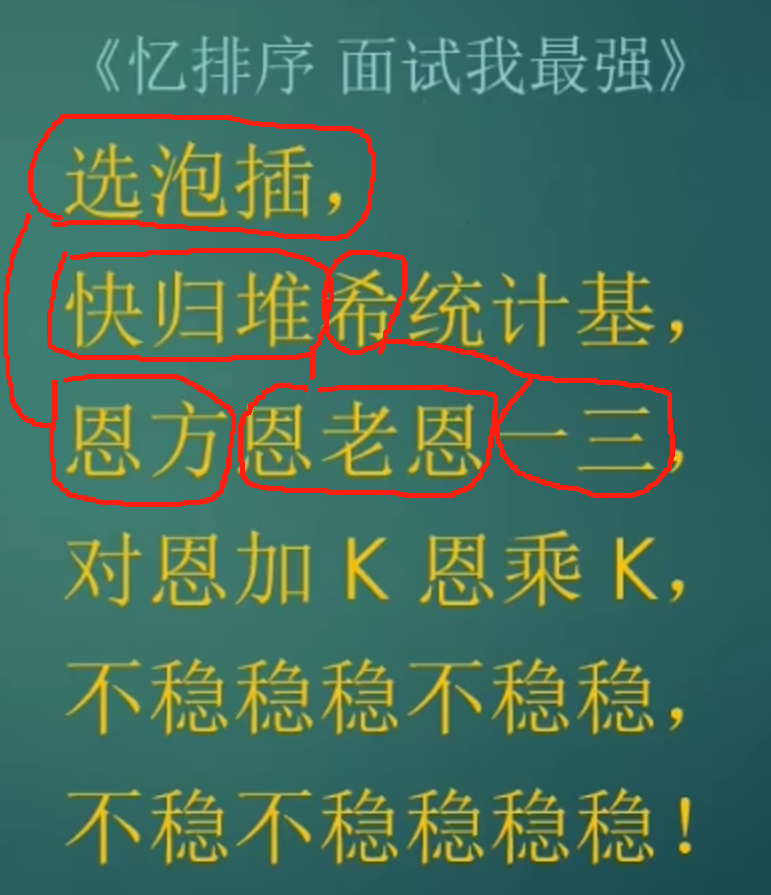 《忆排序 面试我最强》
选泡插，
快归堆希统计基，
恩方恩老恩一三，
对恩加K恩乘K，
不稳稳稳不稳稳，
不稳不稳稳稳稳！